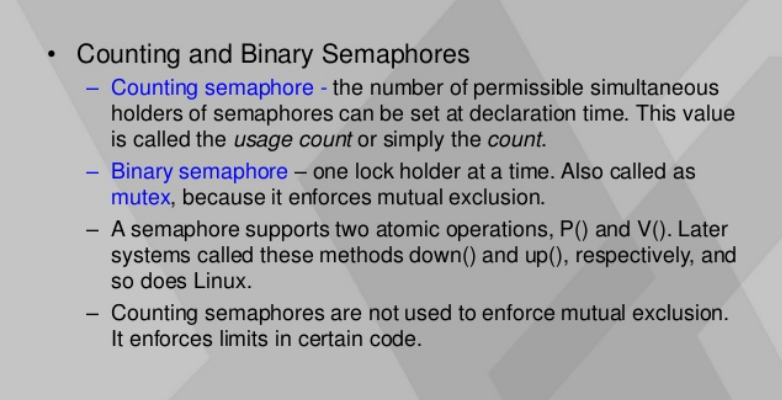 • Counting and Binary Semaphores
– Counting semaphore - the number of permissible simultaneous
holders of semaphores can be set at declaration time. This value
is called the usage count or simply the count.
– Binary semaphore – one lock holder at a time. Also called as
mutex, because it enforces mutual exclusion.
– A semaphore supports two atomic operations, P() and V(). Later
systems called these methods down() and up(), respectively, and
so does Linux.
– Counting semaphores are not used to enforce mutual exclusion.
It enforces limits in certain code.